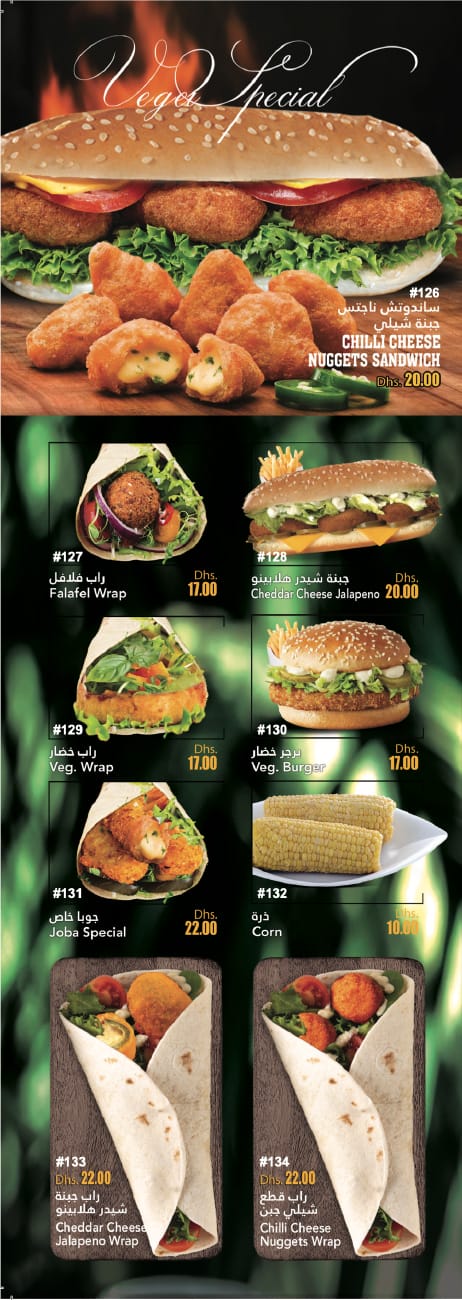 Veger Special
#126
ساندوتش ناجتس
جبنة شيلي
CHILLI CHEESE
NUGGETS SANDWICH
Dhs. 20.00
#127
راب فلافل
Falafel Wrap
Dhs.
17.00
#128
جبنة شيدر هلابينو
Cheddar Cheese Jalapeno
Dhs.
20.00
#129
راب خضار
Veg. Wrap
Dhs.
17.00
#130
برجر خضار
Veg. Burger
Dhs.
17.00
#131
جوبا خاص
Joba Special
Dhs.
22.00
#132
ذرة
Corn
Dhs.
10.00
#133
Dhs. 22.00
راب جبنة
شيدر هلابينو
Cheddar Cheese
Jalapeno Wrap
#134
Dhs. 22.00
راب قطع
شيلي جبن
Chilli Cheese
Nuggets Wrap